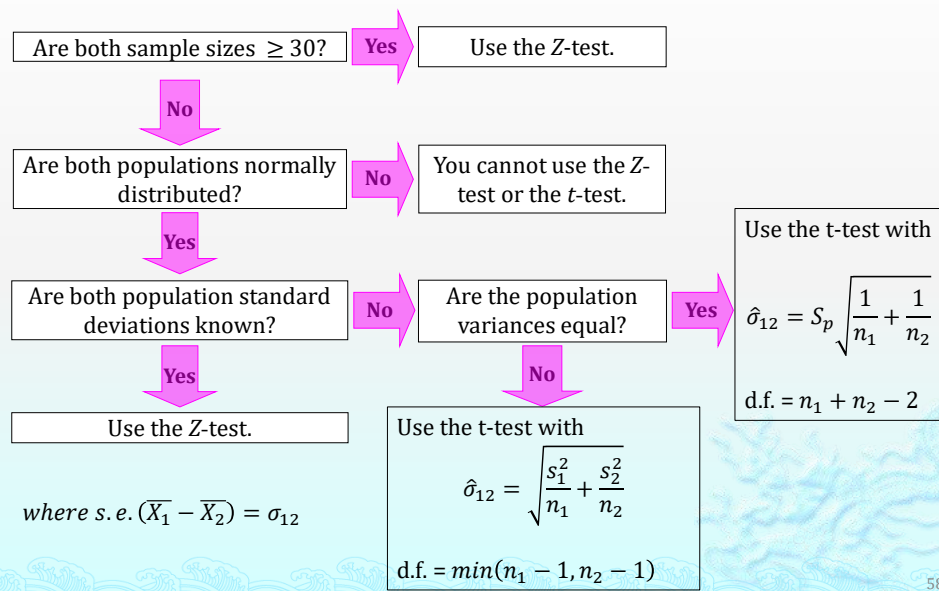 Are both sample sizes ≥ 30?
Yes
Use the Z-test.
No
Are both populations normally
distributed?
No
You cannot use the Z-
test or the t-test.
Yes
Are both population standard
deviations known?
No
Are the population
variances equal?
Yes
Use the t-test with
σ̂₁₂ = Sₚ √(1/n₁ + 1/n₂)
d.f. = n₁ + n₂ − 2
Yes
Use the Z-test.
No
Use the t-test with
σ̂₁₂ = √(s₁²/n₁ + s₂²/n₂)
d.f. = min(n₁ − 1, n₂ − 1)
where s. e. (X̅₁ − X̅₂) = σ₁₂
58